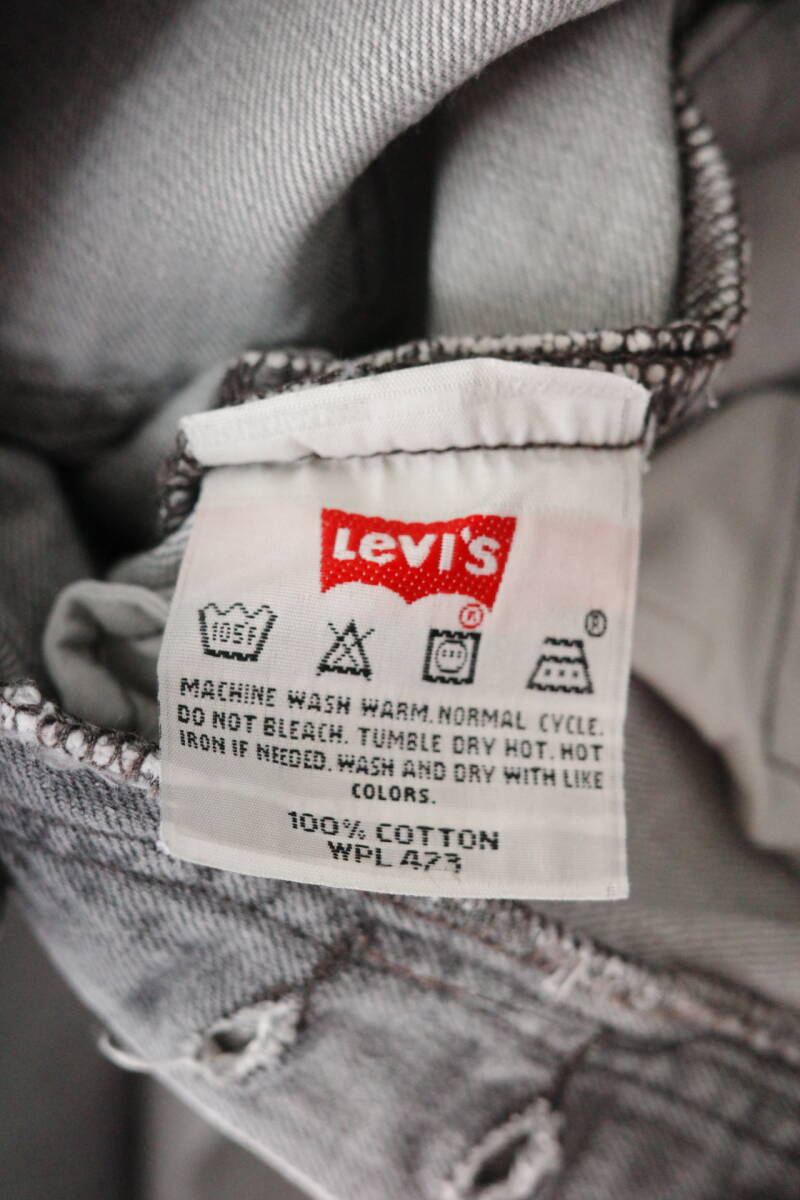 LEVI'S
®
105F
®
MACHINE WASH WARM. NORMAL CYCLE.
DO NOT BLEACH. TUMBLE DRY HOT. HOT
IRON IF NEEDED. WASH AND DRY WITH LIKE
COLORS.
100% COTTON
WPL 423